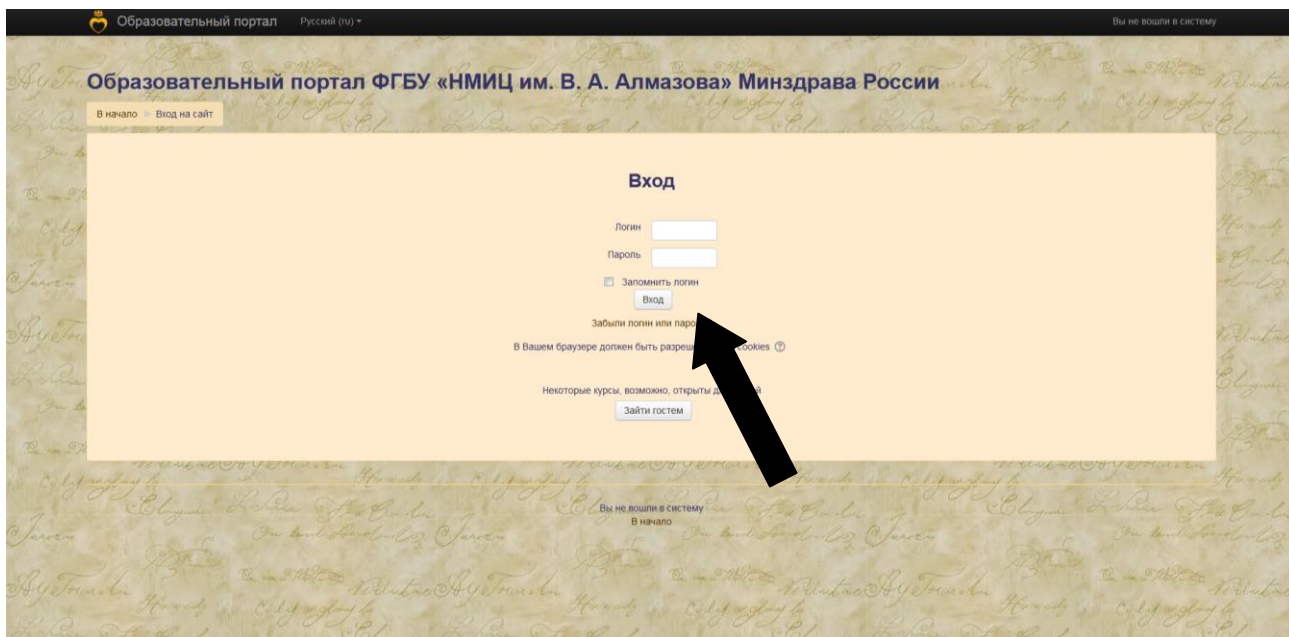 Образовательный портал Русский (ru) Вы не вошли в систему
Образовательный портал ФГБУ «НМИЦ им. В. А. Алмазова» Минздрава России
В начало Вход на сайт
Вход
Логин
Пароль
Запомнить логин
Вход
Забыли логин или
В Вашем браузере должен быть cookies
Некоторые курсы, возможно, открыты
Зайти гостем
Вы не вошли в систему
В начало